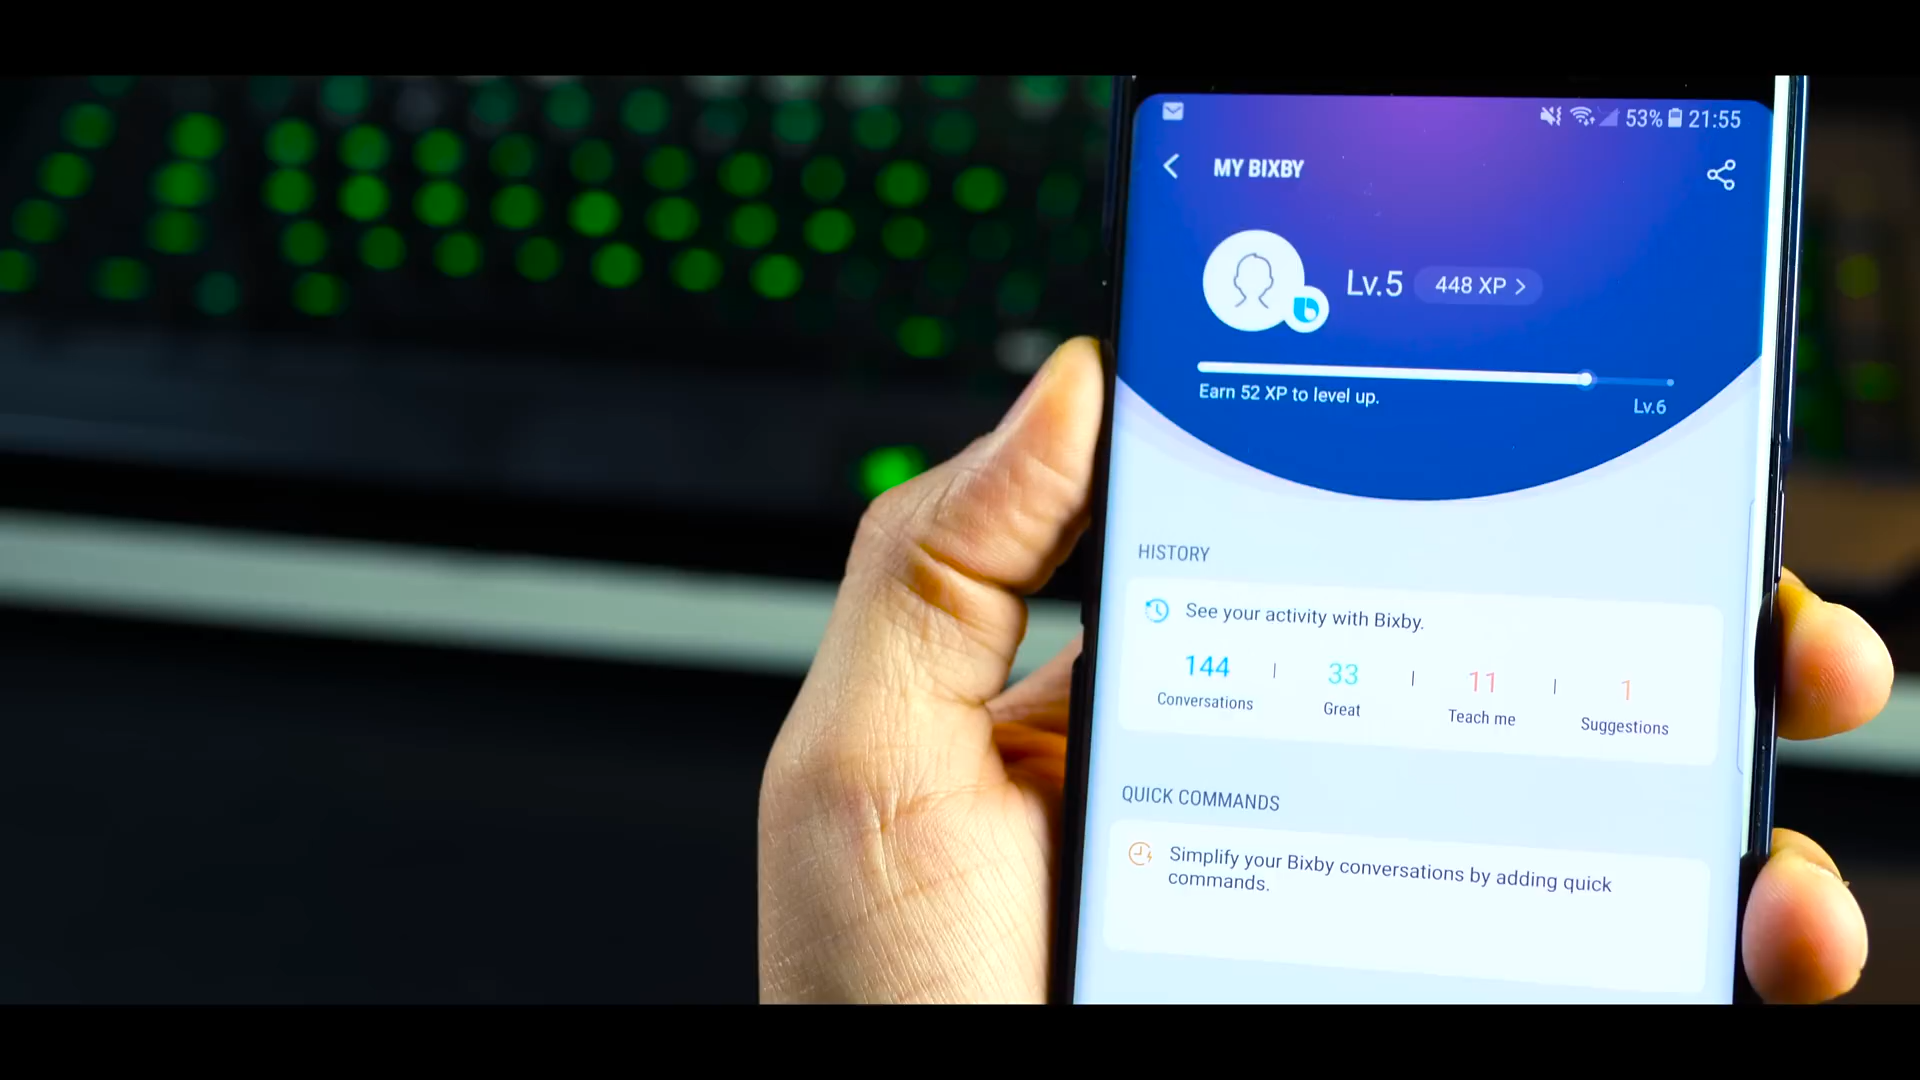 53% 21:55
MY BIXBY
Lv.5 448 XP >
Earn 52 XP to level up.
Lv.6
HISTORY
See your activity with Bixby.
144 | 33 | 11 | 1
Conversations Great Teach me Suggestions
QUICK COMMANDS
Simplify your Bixby conversations by adding quick
commands.